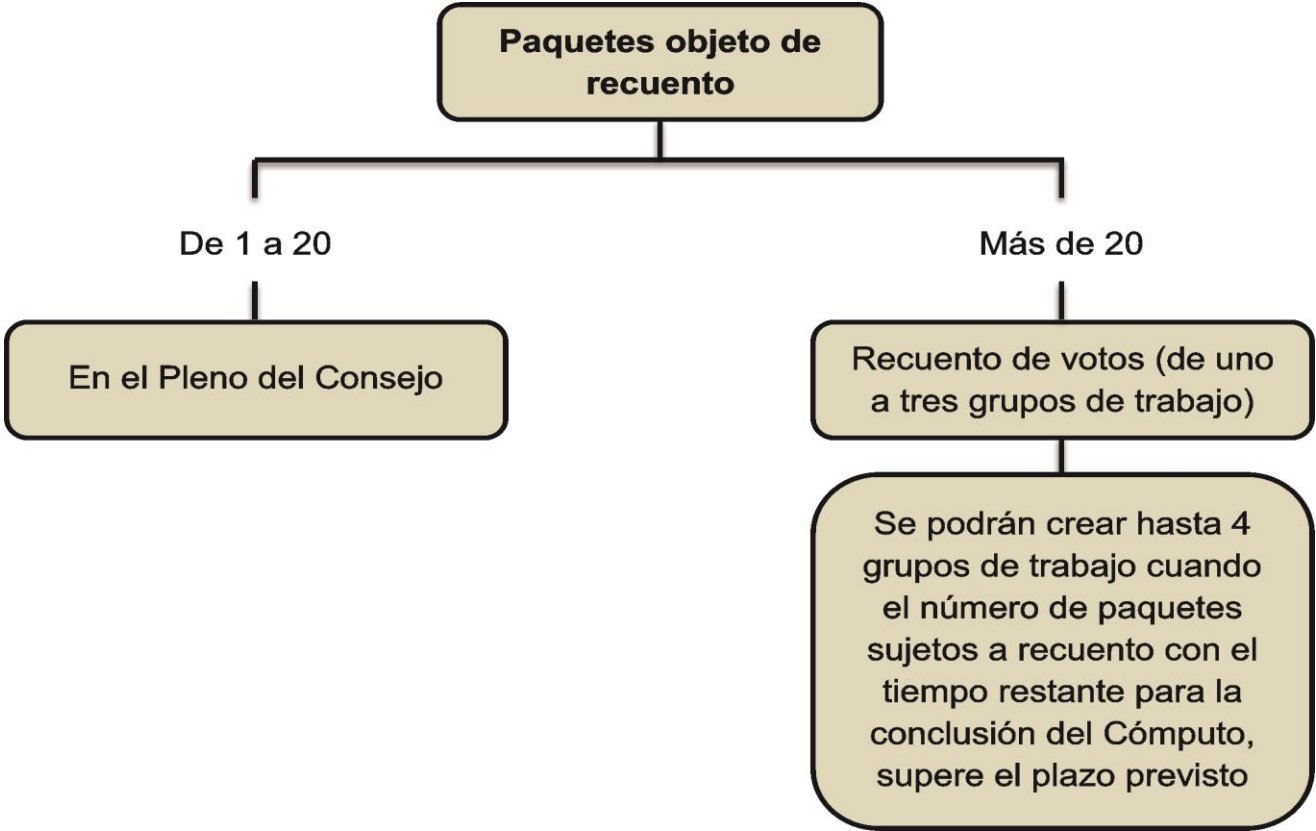 Paquetes objeto de
recuento
De 1 a 20
Más de 20
En el Pleno del Consejo
Recuento de votos (de uno
a tres grupos de trabajo)
Se podrán crear hasta 4
grupos de trabajo cuando
el número de paquetes
sujetos a recuento con el
tiempo restante para la
conclusión del Cómputo,
supere el plazo previsto